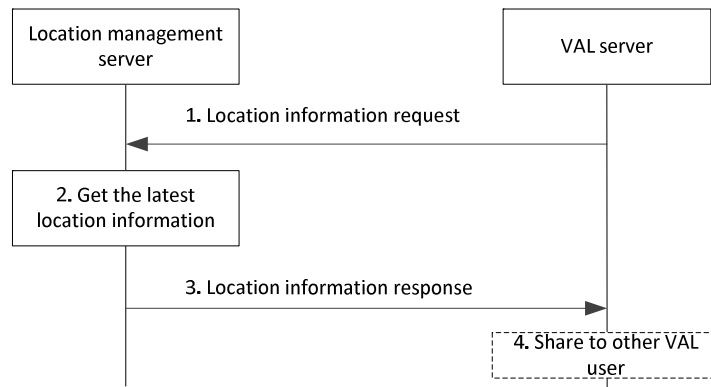 Location management
server
VAL server
1. Location information request
2. Get the latest
location information
3. Location information response
4. Share to other VAL
user